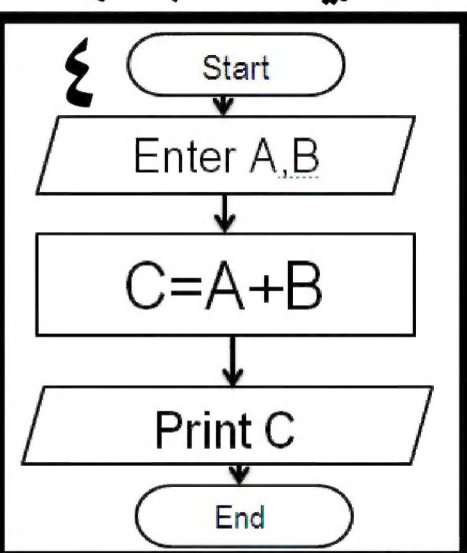 ٤
Start
Enter A,B
C=A+B
Print C
End